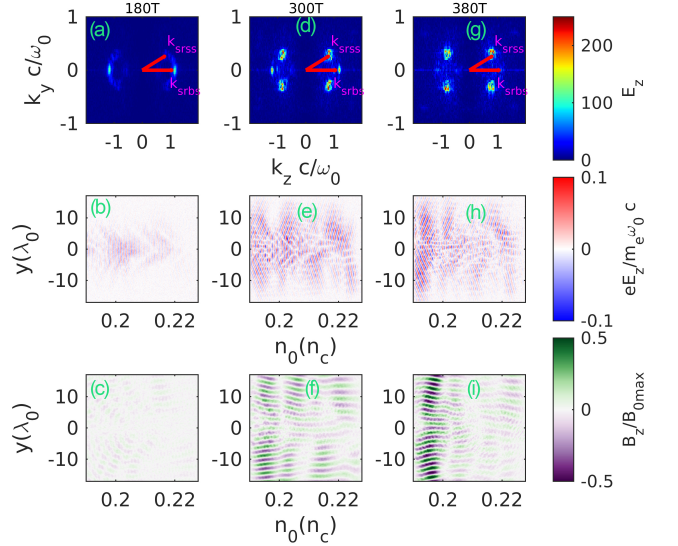 180T 300T 380T
(a) (d) (g)
k_srss k_srss k_srss
k_srbs k_srbs k_srbs
k_y c/ω_0
1
0
-1
-1 0 1 -1 0 1 -1 0 1
k_z c/ω_0
200
100
0
E_z
(b) (e) (h)
y(λ_0)
10
0
-10
0.2 0.22 0.2 0.22 0.2 0.22
n_0(n_c) n_0(n_c) n_0(n_c)
0.1
0
-0.1
eE_z/m_eω_0 c
(c) (f) (i)
y(λ_0)
10
0
-10
0.2 0.22 0.2 0.22 0.2 0.22
n_0(n_c) n_0(n_c) n_0(n_c)
0.5
0
-0.5
B_z/B_0max